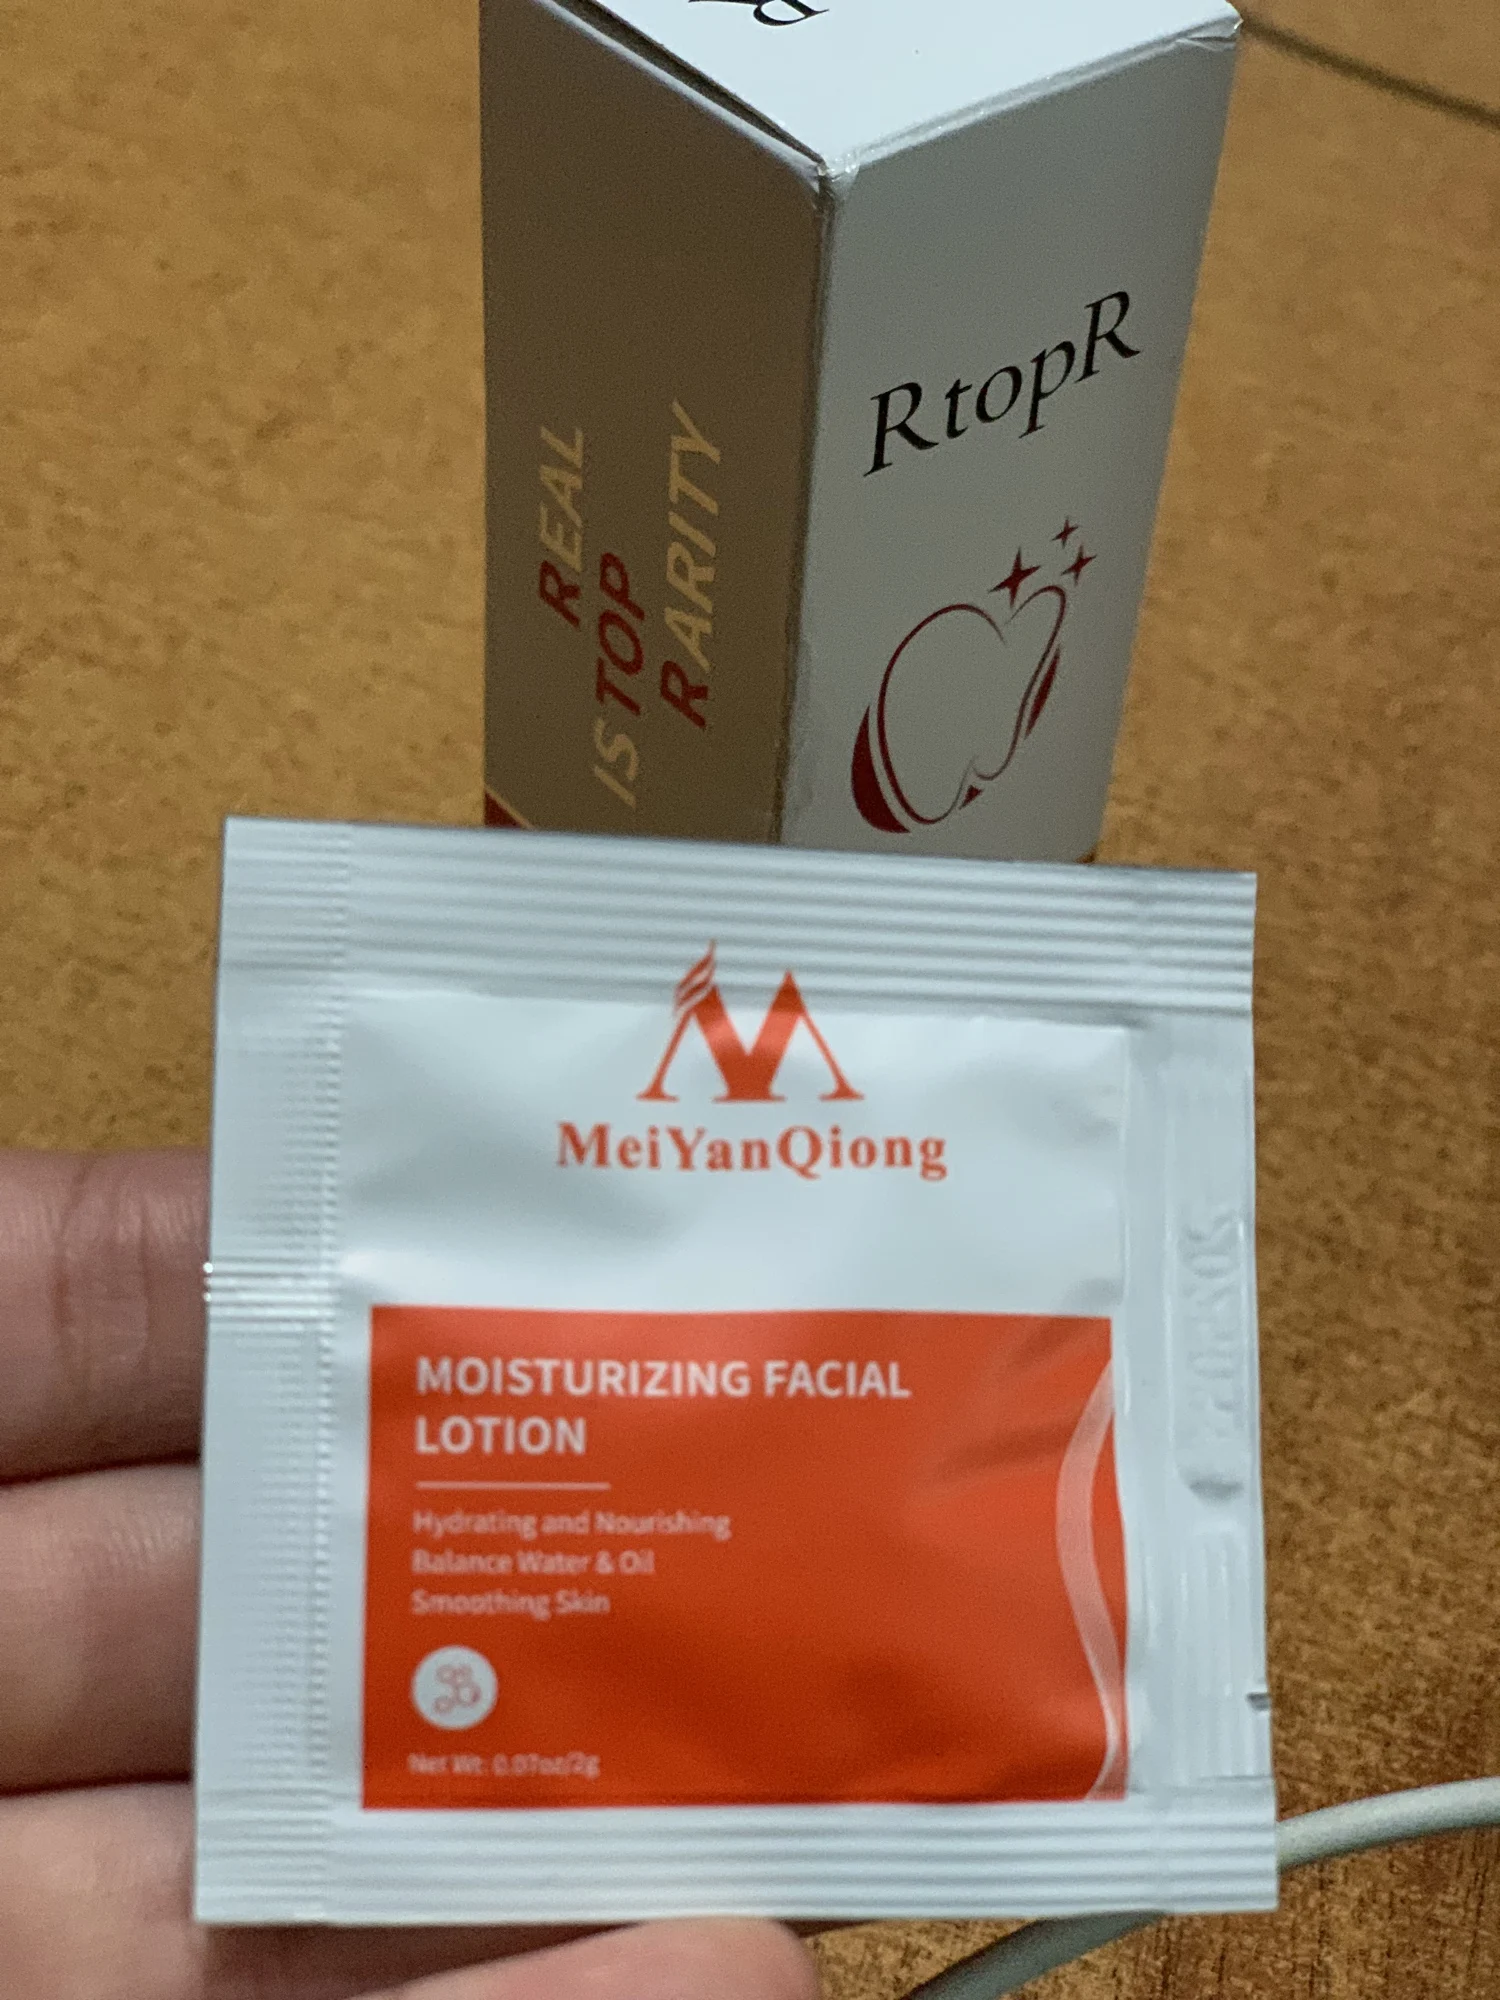 RtopR
REAL
IS TOP
RARITY
MeiYanQiong
MOISTURIZING FACIAL
LOTION
Hydrating and Nourishing
Balance Water & Oil
Smoothing Skin
Net Wt: 0.07oz/2g